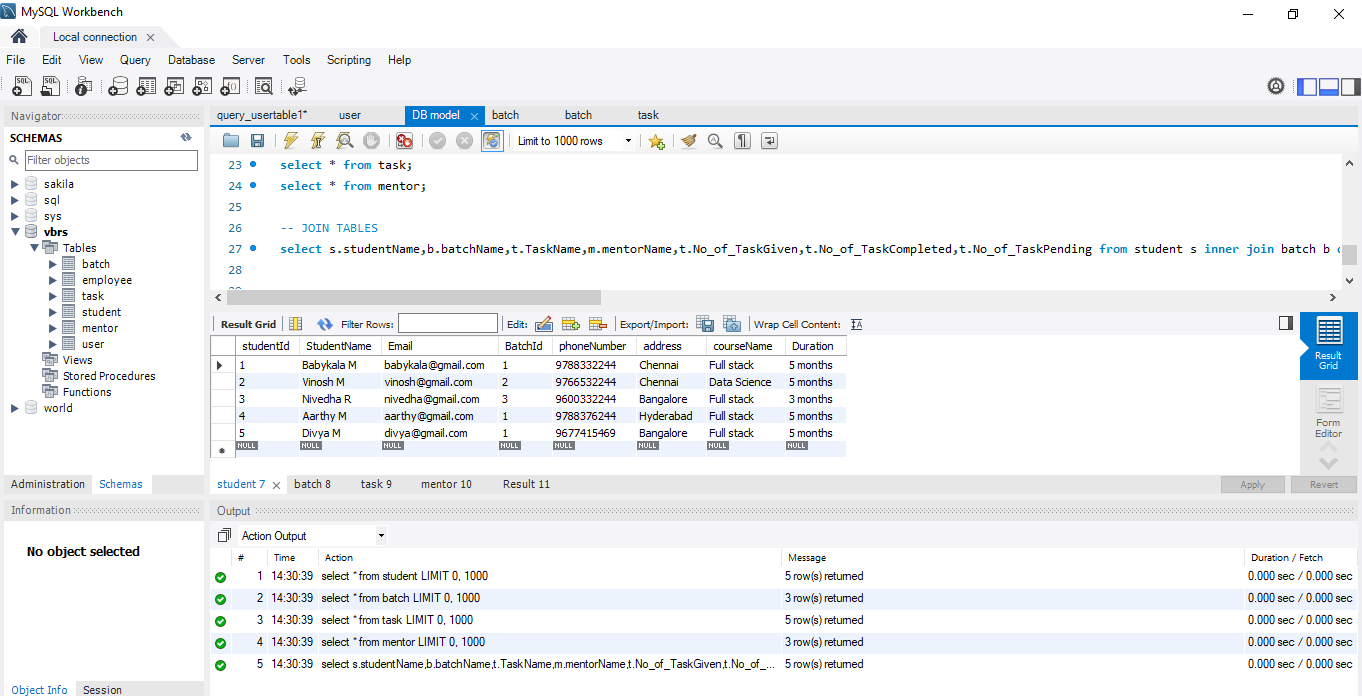 MySQL Workbench
Local connection
File Edit View Query Database Server Tools Scripting Help
Navigator
SCHEMAS
Filter objects
sakila
sql
sys
vbrs
Tables
batch
employee
task
student
mentor
user
Views
Stored Procedures
Functions
world
Administration Schemas
Information
No object selected
Object Info Session
query_usertable1* user DB model batch batch task
Limit to 1000 rows
23 select * from task;
24 select * from mentor;
25
26 -- JOIN TABLES
27 select s.studentName,b.batchName,t.TaskName,m.mentorName,t.No_of_TaskGiven,t.No_of_TaskCompleted,t.No_of_TaskPending from student s inner join batch b
28
Result Grid Filter Rows: Edit: Export/Import: Wrap Cell Content:
studentId StudentName Email BatchId phoneNumber address courseName Duration
1 Babykala M babykala@gmail.com 1 9788332244 Chennai Full stack 5 months
2 Vinosh M vinosh@gmail.com 2 9766532244 Chennai Data Science 5 months
3 Nivedha R nivedha@gmail.com 3 9600332244 Bangalore Full stack 3 months
4 Aarthy M aarthy@gmail.com 1 9788376244 Hyderabad Full stack 5 months
5 Divya M divya@gmail.com 1 9677415469 Bangalore Full stack 5 months
NULL NULL NULL NULL NULL NULL NULL NULL
Result Grid
Form Editor
student 7 batch 8 task 9 mentor 10 Result 11
Apply Revert
Output
Action Output
# Time Action Message Duration / Fetch
1 14:30:39 select * from student LIMIT 0, 1000 5 row(s) returned 0.000 sec / 0.000 sec
2 14:30:39 select * from batch LIMIT 0, 1000 3 row(s) returned 0.000 sec / 0.000 sec
3 14:30:39 select * from task LIMIT 0, 1000 5 row(s) returned 0.000 sec / 0.000 sec
4 14:30:39 select * from mentor LIMIT 0, 1000 3 row(s) returned 0.000 sec / 0.000 sec
5 14:30:39 select s.studentName,b.batchName,t.TaskName,m.mentorName,t.No_of_TaskGiven,t.No_of_... 5 row(s) returned 0.000 sec / 0.000 sec